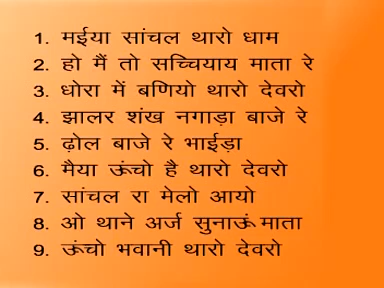 1. मईया सांचल थारो धाम
2. हो मैं तो सच्चियाय माता रे
3. धोरा में बणियो थारो देवरो
4. झालर शंख नगाड़ा बाजे रे
5. ढ़ोल बाजे रे भाईड़ा
6. मैया ऊंचो है थारो देवरो
7. सांचल रा मेलो आयो
8. ओ थाने अर्ज सुनाऊं माता
9. ऊंचो भवानी थारो देवरो